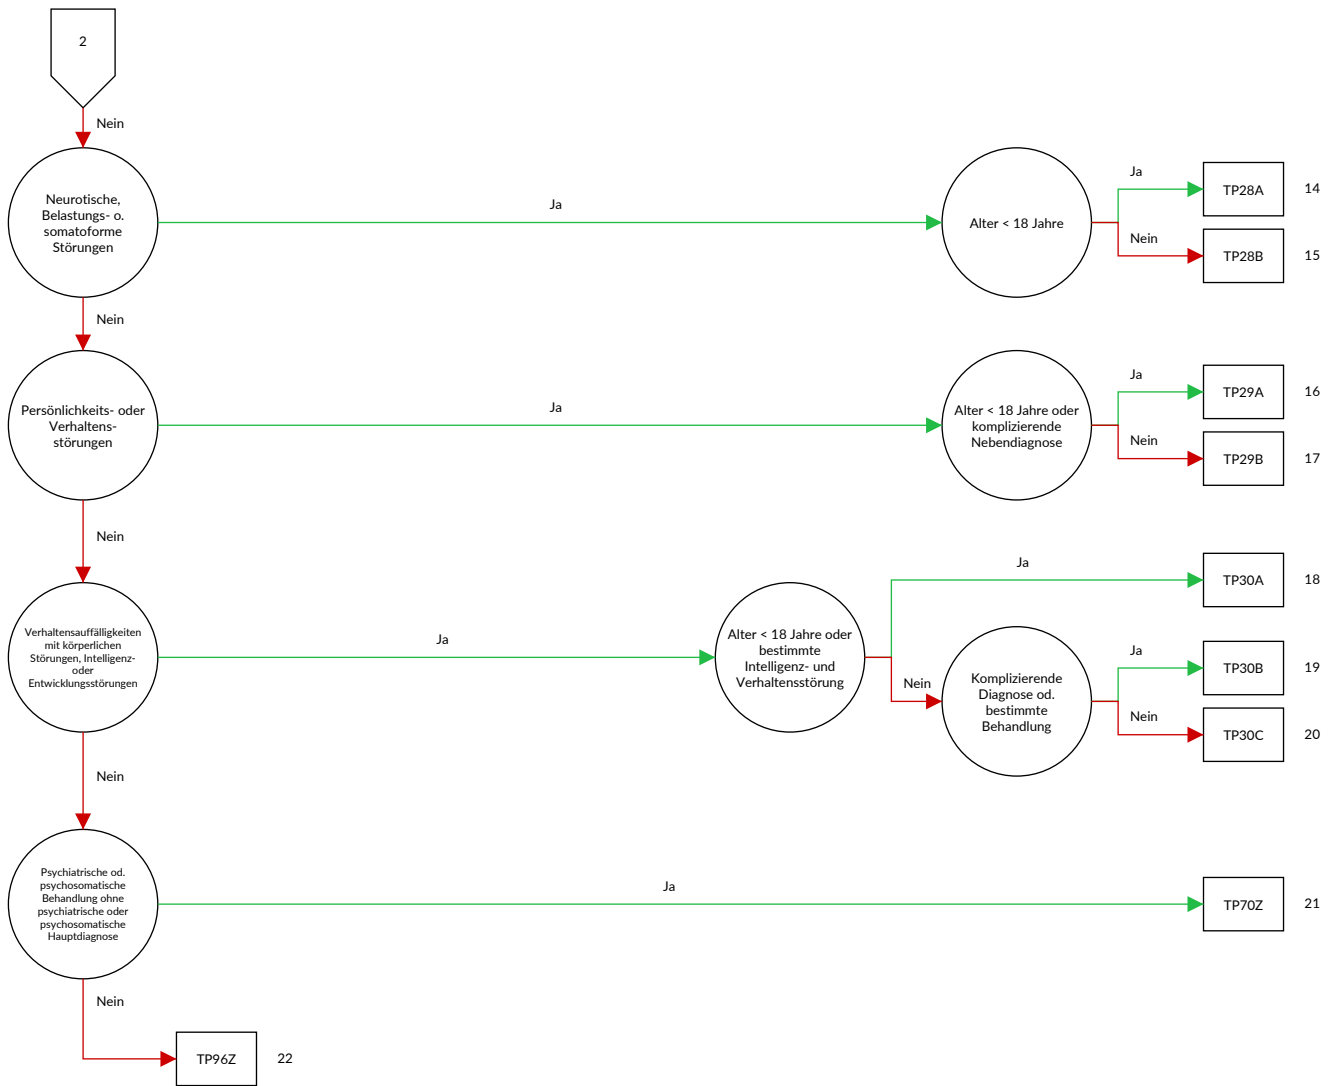 2
Nein
Neurotische,
Belastungs- o.
somatoforme
Störungen
Ja
Alter < 18 Jahre
Ja
TP28A
14
Nein
TP28B
15
Nein
Persönlichkeits- oder
Verhaltens-
störungen
Ja
Alter < 18 Jahre oder
komplizierende
Nebendiagnose
Ja
TP29A
16
Nein
TP29B
17
Nein
Verhaltensauffälligkeiten
mit körperlichen
Störungen, Intelligenz-
oder
Entwicklungsstörungen
Ja
Alter < 18 Jahre oder
bestimmte
Intelligenz- und
Verhaltensstörung
Ja
TP30A
18
Nein
Komplizierende
Diagnose od.
bestimmte
Behandlung
Ja
TP30B
19
Nein
TP30C
20
Nein
Psychiatrische od.
psychosomatische
Behandlung ohne
psychiatrische oder
psychosomatische
Hauptdiagnose
Ja
TP70Z
21
Nein
TP96Z
22